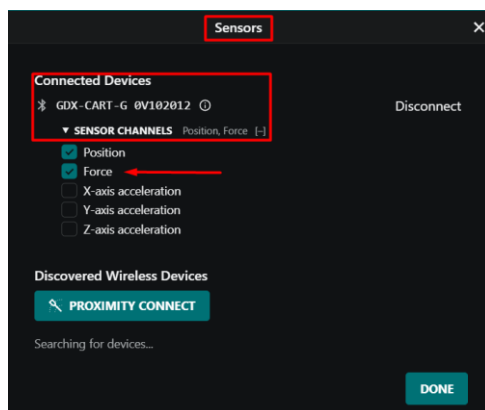 Sensors
Connected Devices
GDX-CART-G 0V102012 Disconnect
▼ SENSOR CHANNELS Position, Force [-]
Position
Force
X-axis acceleration
Y-axis acceleration
Z-axis acceleration
Discovered Wireless Devices
PROXIMITY CONNECT
Searching for devices...
DONE